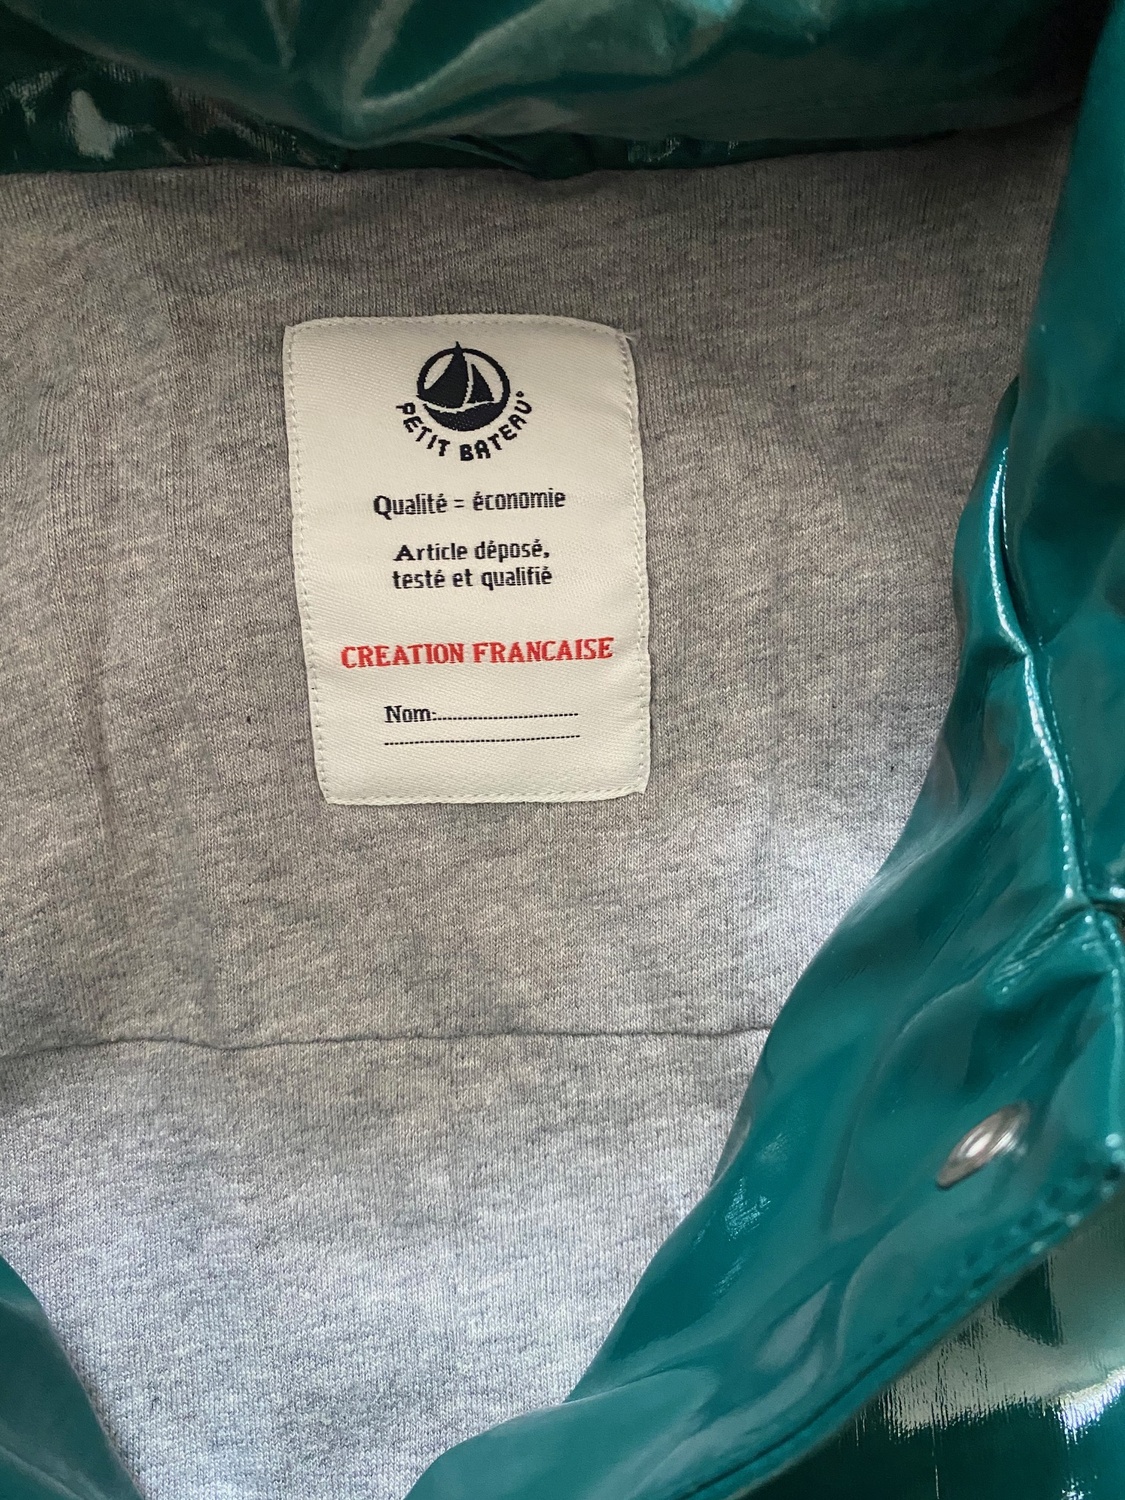 PETIT BATEAU®
Qualité = économie
Article déposé,
testé et qualifié
CREATION FRANCAISE
Nom:............................
.......................................